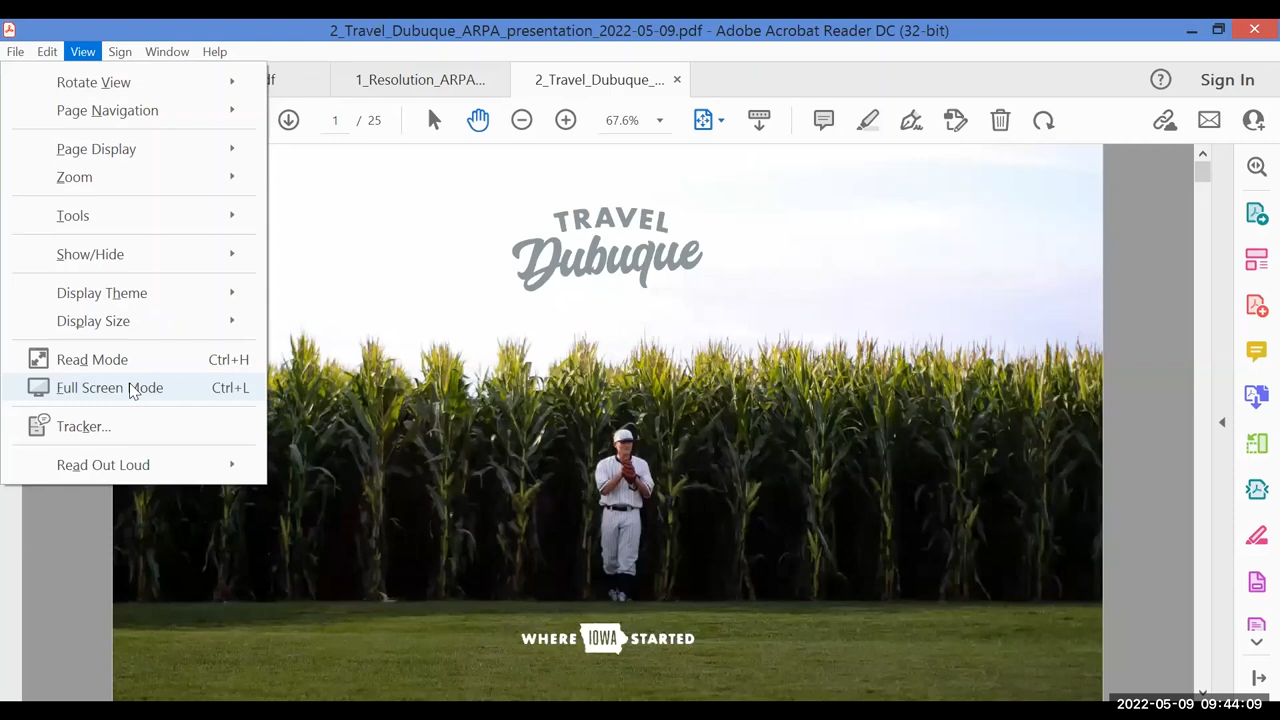 2_Travel_Dubuque_ARPA_presentation_2022-05-09.pdf - Adobe Acrobat Reader DC (32-bit)
File Edit View Sign Window Help
df 1_Resolution_ARPA... 2_Travel_Dubuque_... × ? Sign In
1 / 25 67.6%
Rotate View
Page Navigation
Page Display
Zoom
Tools
Show/Hide
Display Theme
Display Size
Read Mode Ctrl+H
Full Screen Mode Ctrl+L
Tracker...
Read Out Loud
TRAVEL
Dubuque
WHERE IOWA STARTED
2022-05-09 09:44:09